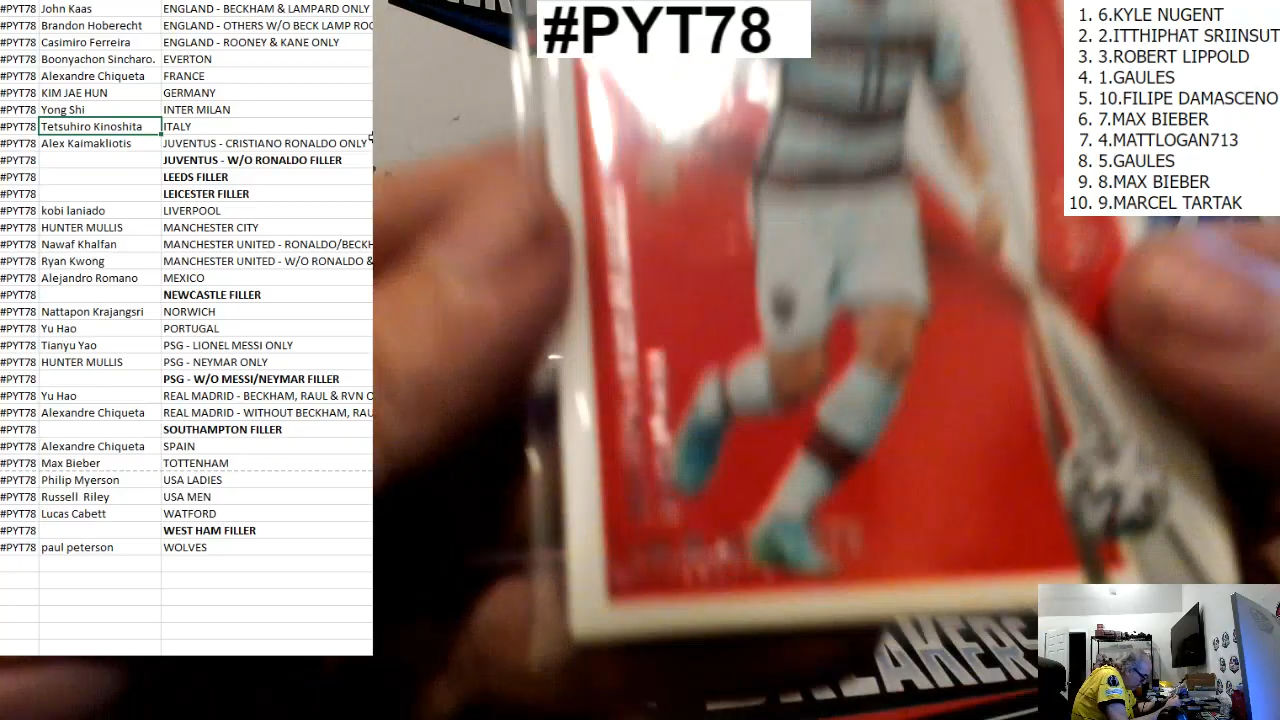 #PYT78 John Kaas ENGLAND - BECKHAM & LAMPARD ONLY
#PYT78 Brandon Hoberecht ENGLAND - OTHERS W/O BECK LAMP ROO
#PYT78 Casimiro Ferreira ENGLAND - ROONEY & KANE ONLY
#PYT78 Boonyachon Sincharo. EVERTON
#PYT78 Alexandre Chiqueta FRANCE
#PYT78 KIM JAE HUN GERMANY
#PYT78 Yong Shi INTER MILAN
#PYT78 Tetsuhiro Kinoshita ITALY
#PYT78 Alex Kaimakliotis JUVENTUS - CRISTIANO RONALDO ONLY
#PYT78 JUVENTUS - W/O RONALDO FILLER
#PYT78 LEEDS FILLER
#PYT78 LEICESTER FILLER
#PYT78 kobi laniado LIVERPOOL
#PYT78 HUNTER MULLIS MANCHESTER CITY
#PYT78 Nawaf Khalfan MANCHESTER UNITED - RONALDO/BECKH
#PYT78 Ryan Kwong MANCHESTER UNITED - W/O RONALDO &
#PYT78 Alejandro Romano MEXICO
#PYT78 NEWCASTLE FILLER
#PYT78 Nattapon Krajangsri NORWICH
#PYT78 Yu Hao PORTUGAL
#PYT78 Tianyu Yao PSG - LIONEL MESSI ONLY
#PYT78 HUNTER MULLIS PSG - NEYMAR ONLY
#PYT78 PSG - W/O MESSI/NEYMAR FILLER
#PYT78 Yu Hao REAL MADRID - BECKHAM, RAUL & RVN O
#PYT78 Alexandre Chiqueta REAL MADRID - WITHOUT BECKHAM, RAU
#PYT78 SOUTHAMPTON FILLER
#PYT78 Alexandre Chiqueta SPAIN
#PYT78 Max Bieber TOTTENHAM
#PYT78 Philip Myerson USA LADIES
#PYT78 Russell Riley USA MEN
#PYT78 Lucas Cabett WATFORD
#PYT78 WEST HAM FILLER
#PYT78 paul peterson WOLVES
#PYT78
1. 6.KYLE NUGENT
2. 2.ITTHIPHAT SRIINSUT
3. 3.ROBERT LIPPOLD
4. 1.GAULES
5. 10.FILIPE DAMASCENO
6. 7.MAX BIEBER
7. 4.MATTLOGAN713
8. 5.GAULES
9. 8.MAX BIEBER
10. 9.MARCEL TARTAK